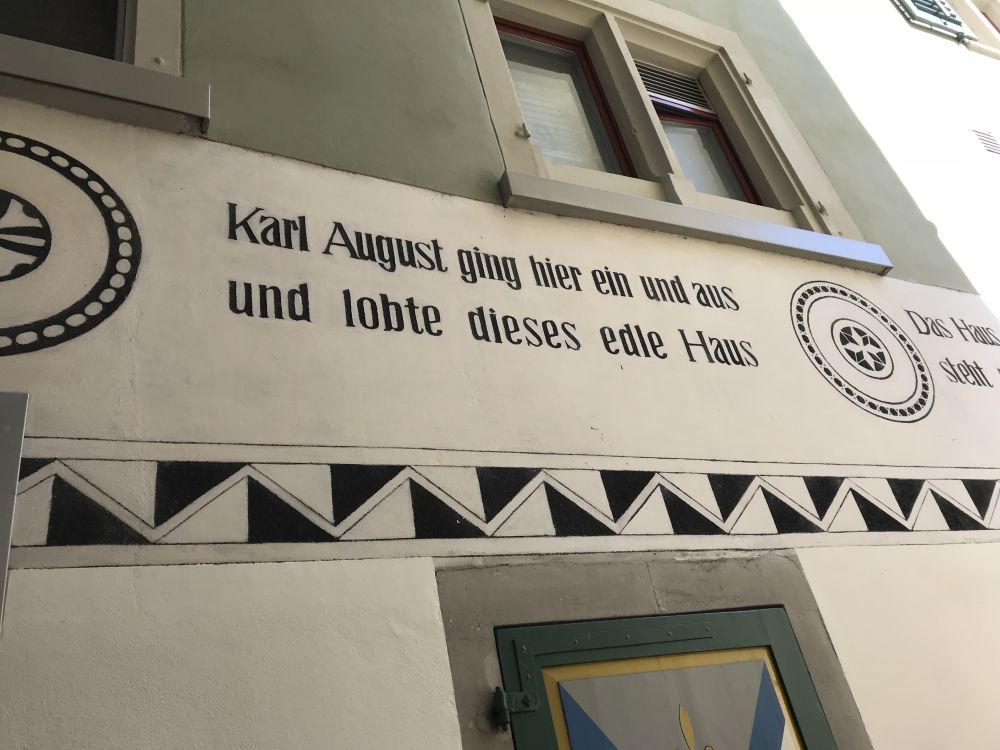 Karl August ging hier ein und aus
und lobte dieses edle Haus
Das Haus
steht